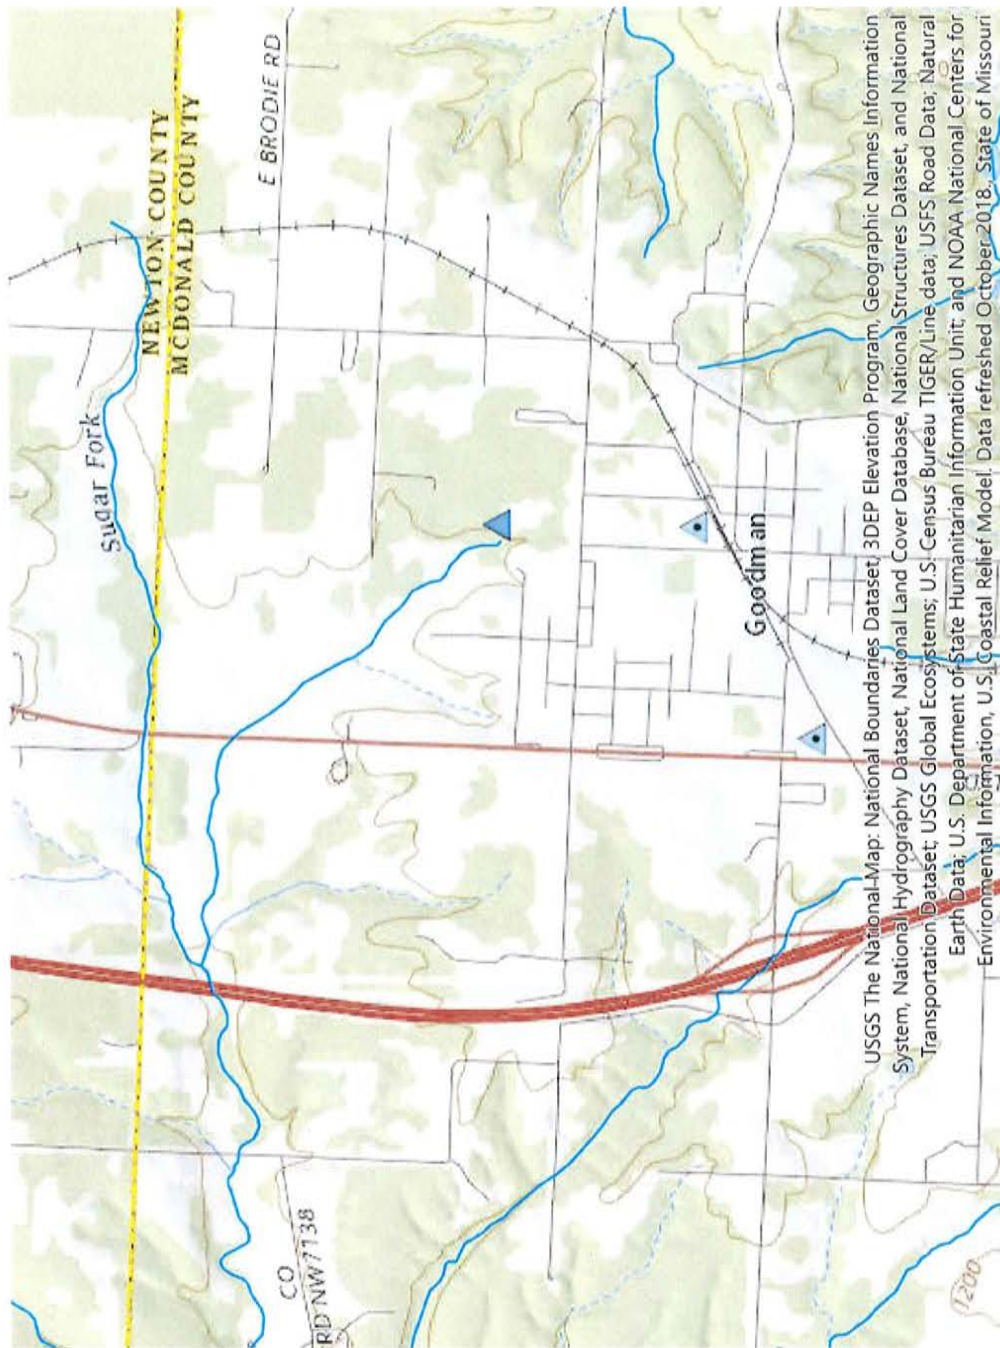 NEWTON COUNTY
MCDONALD COUNTY
E BRODIE RD
Sugar Fork
Goodman
CO
RD NW7138
1200
USGS The National Map: National Boundaries Dataset, 3DEP Elevation Program, Geographic Names Information
System, National Hydrography Dataset, National Land Cover Database, National Structures Dataset, and National
Transportation Dataset; USGS Global Ecosystems; U.S. Census Bureau TIGER/Line data; USFS Road Data; Natural
Earth Data; U.S. Department of State Humanitarian Information Unit; and NOAA National Centers for
Environmental Information, U.S. Coastal Relief Model. Data refreshed October 2018., State of Missouri